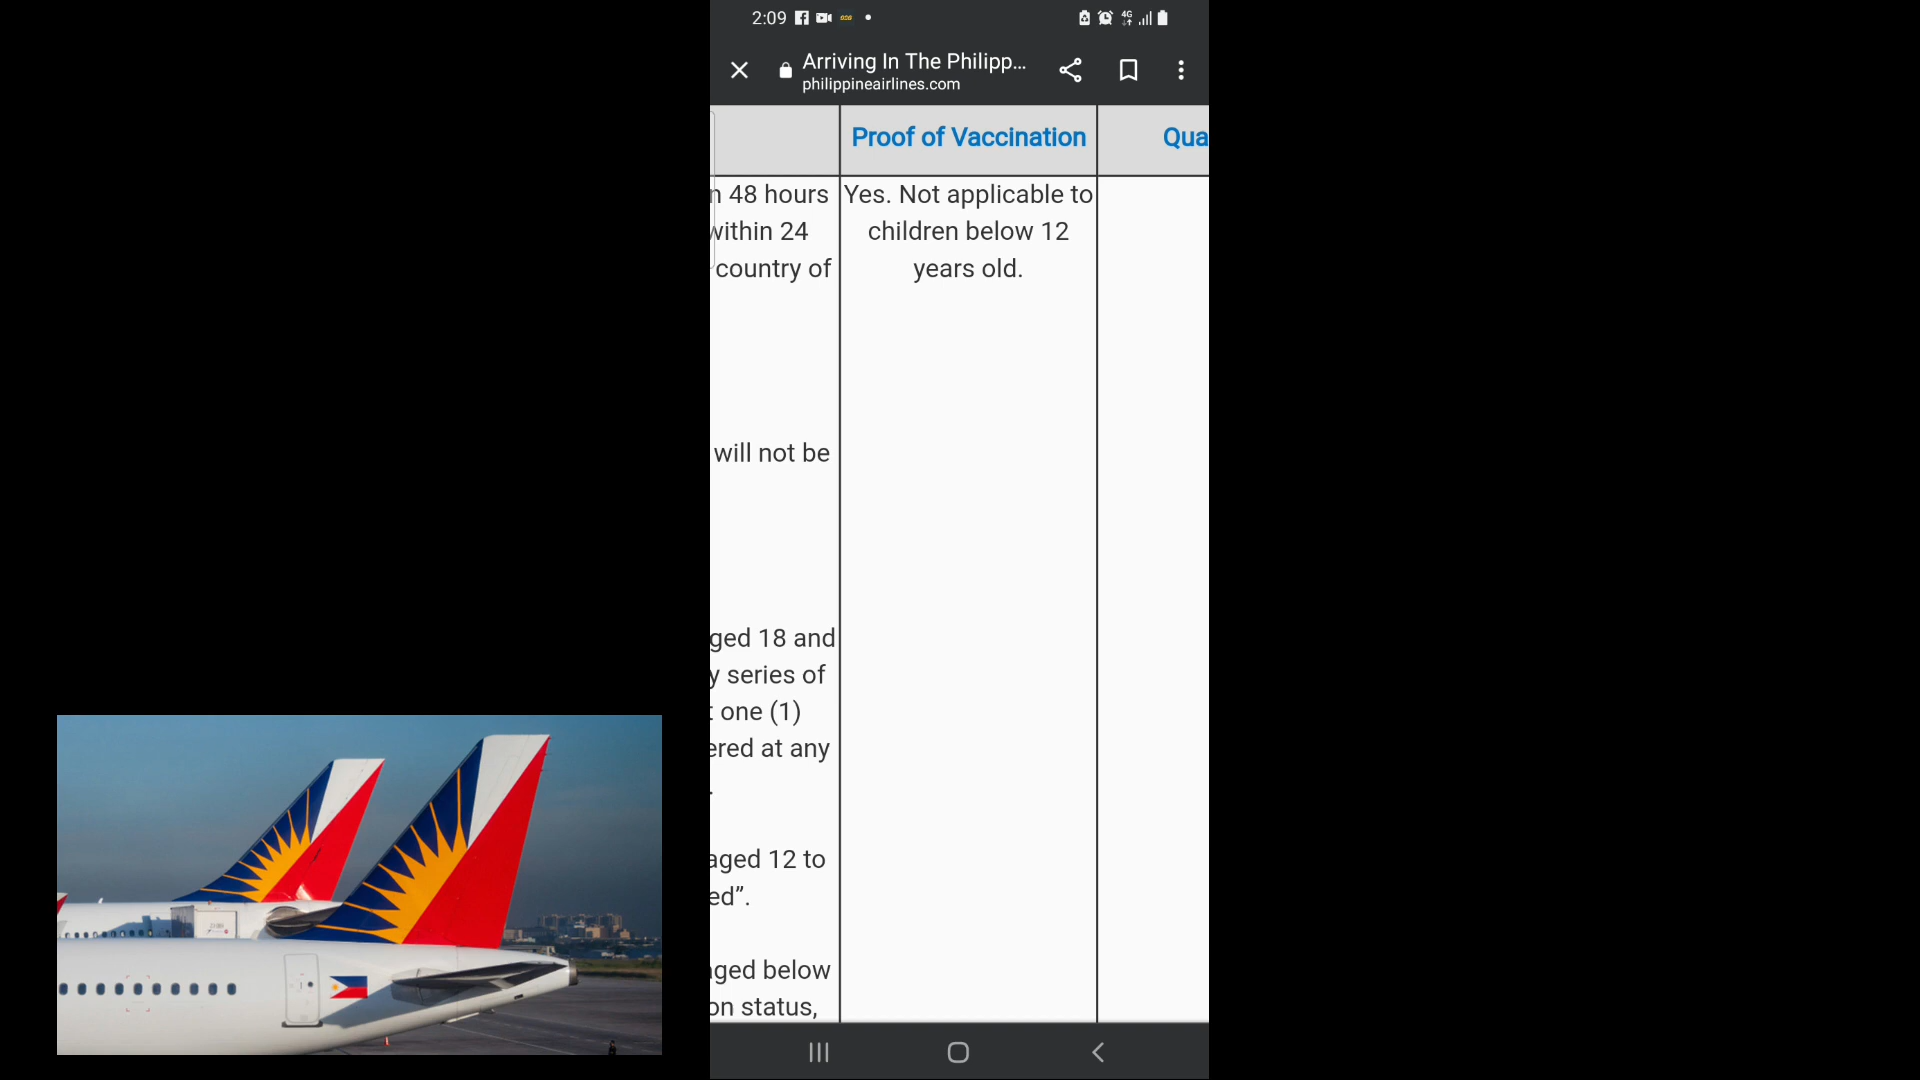 2:09
4G
Arriving In The Philipp...
philippineairlines.com
Proof of Vaccination
Qua
n 48 hours
within 24
country of
Yes. Not applicable to
children below 12
years old.
will not be
ged 18 and
y series of
t one (1)
ered at any
.
aged 12 to
ed”.
aged below
on status,